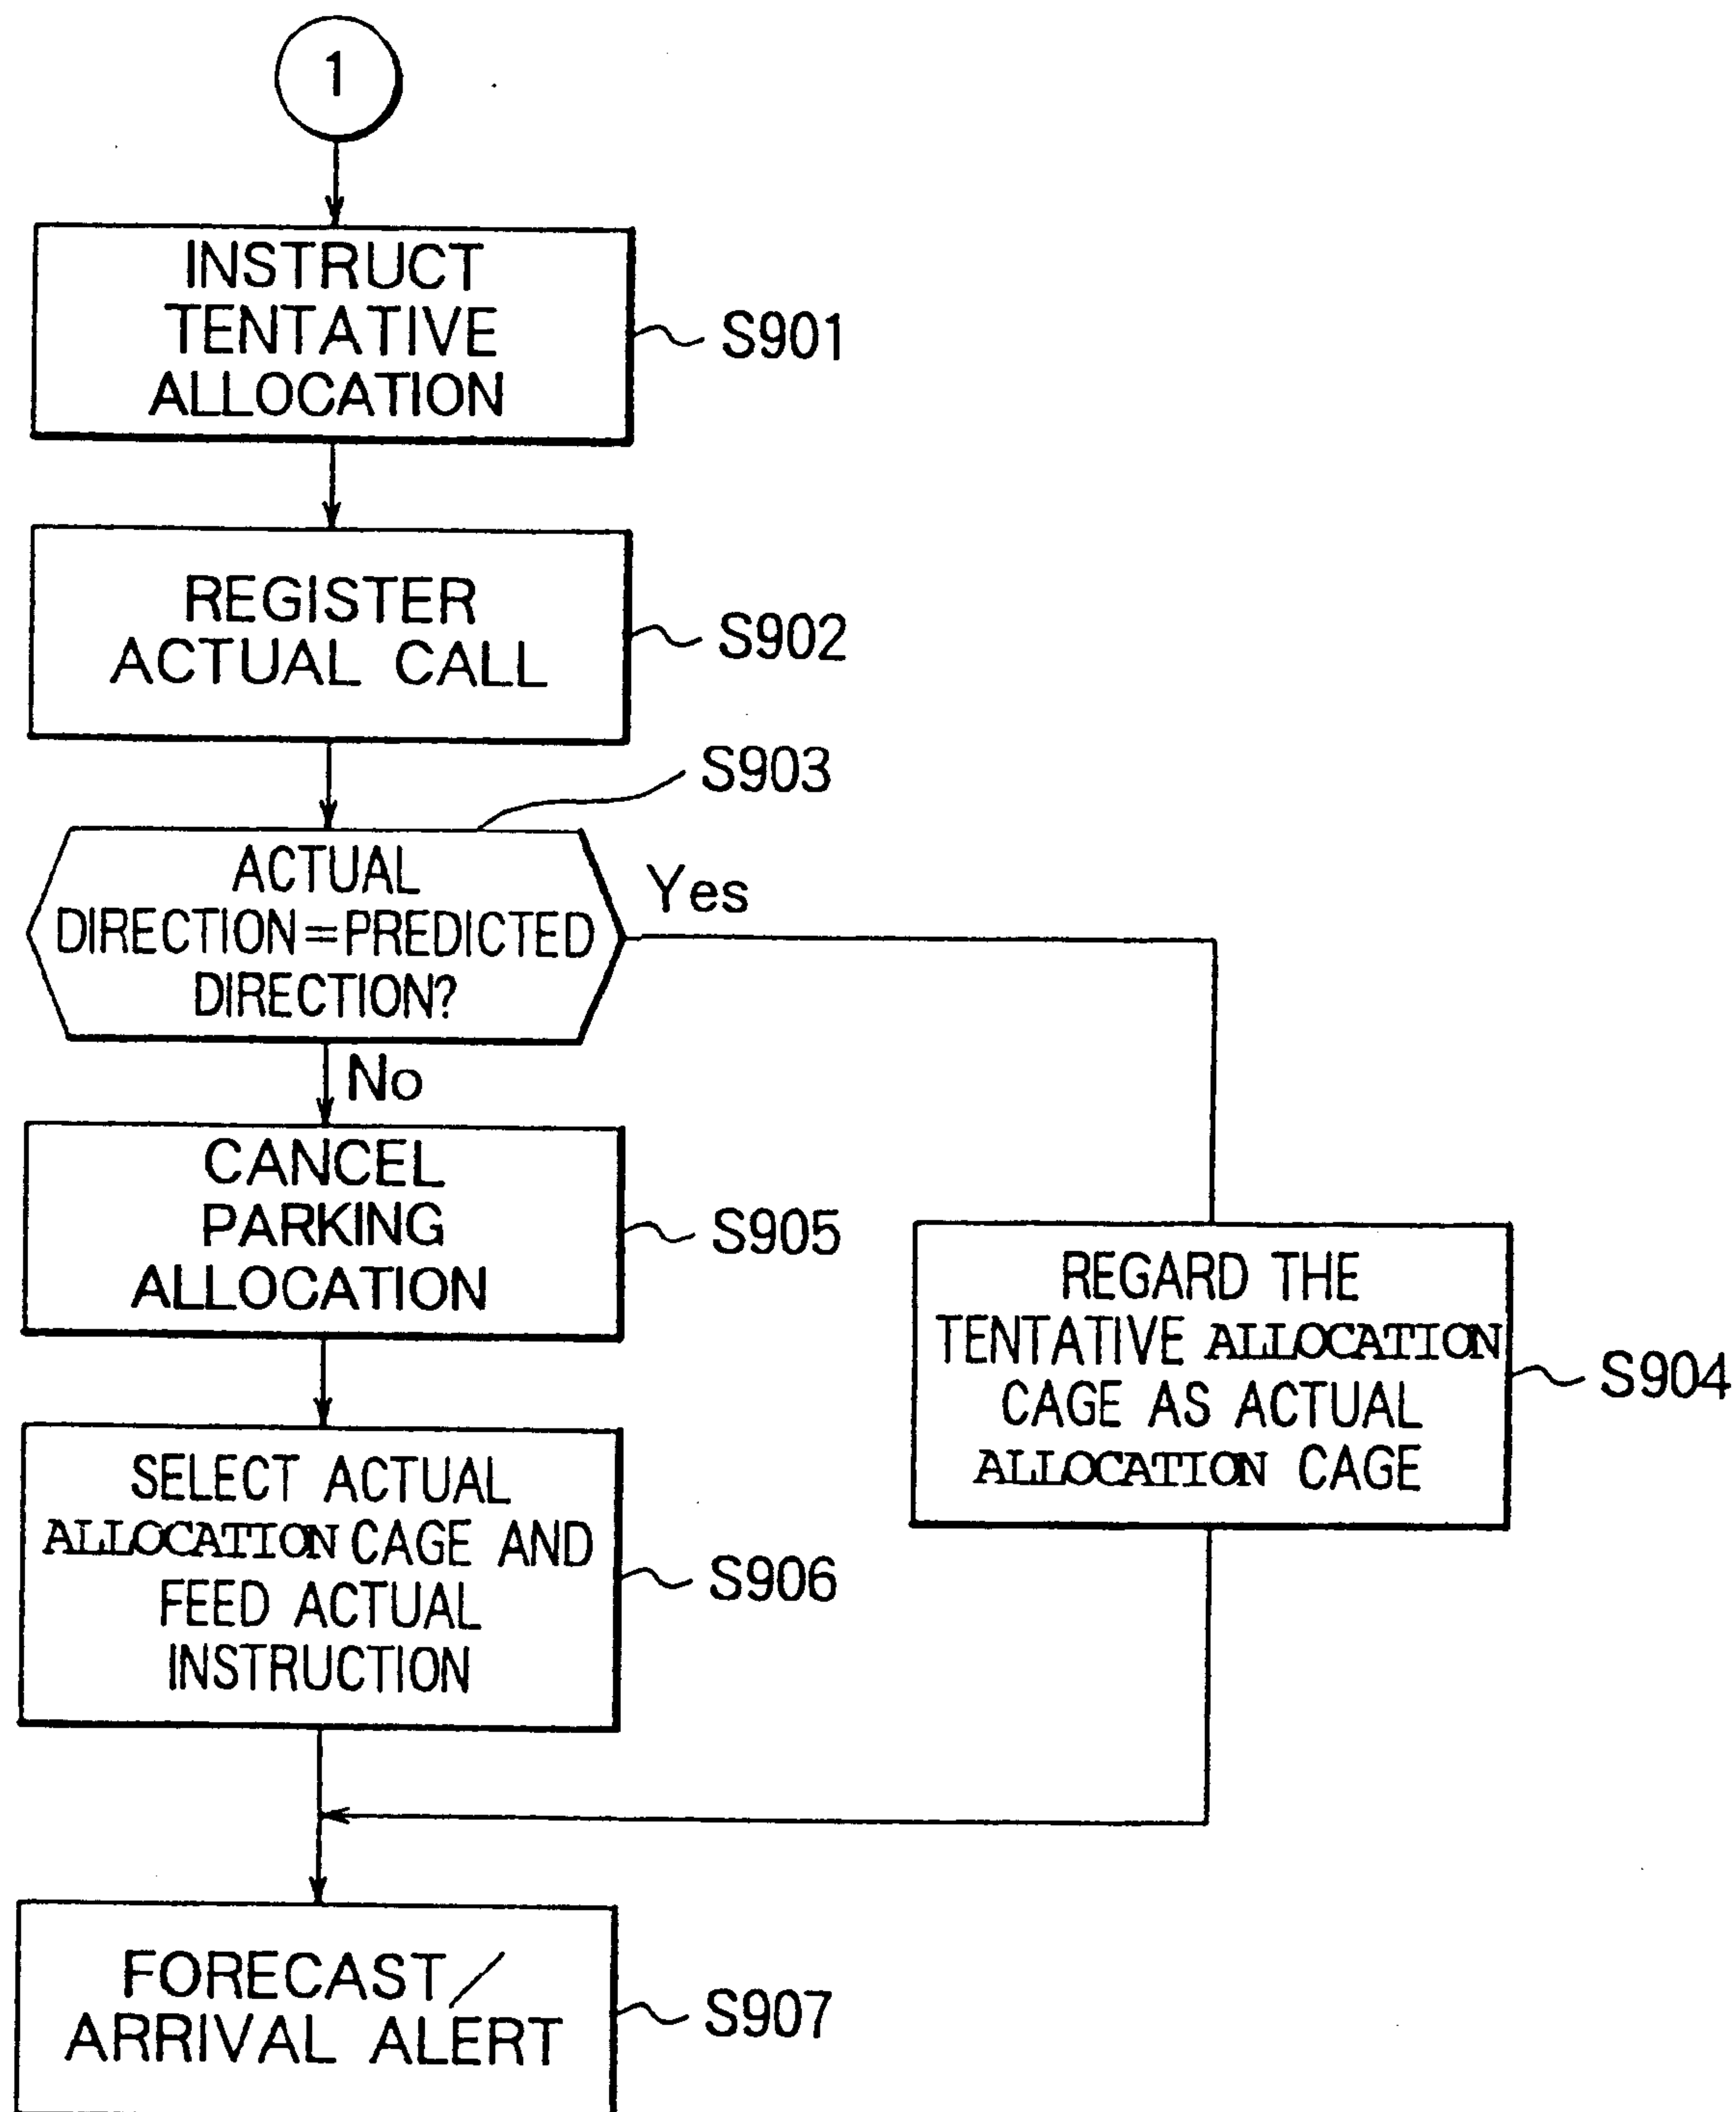 1
INSTRUCT
TENTATIVE
ALLOCATION
S901
REGISTER
ACTUAL CALL
S902
S903
ACTUAL
DIRECTION=PREDICTED
DIRECTION?
Yes
No
CANCEL
PARKING
ALLOCATION
S905
REGARD THE
TENTATIVE ALLOCATION
CAGE AS ACTUAL
ALLOCATION CAGE
S904
SELECT ACTUAL
ALLOCATION CAGE AND
FEED ACTUAL
INSTRUCTION
S906
FORECAST/
ARRIVAL ALERT
S907